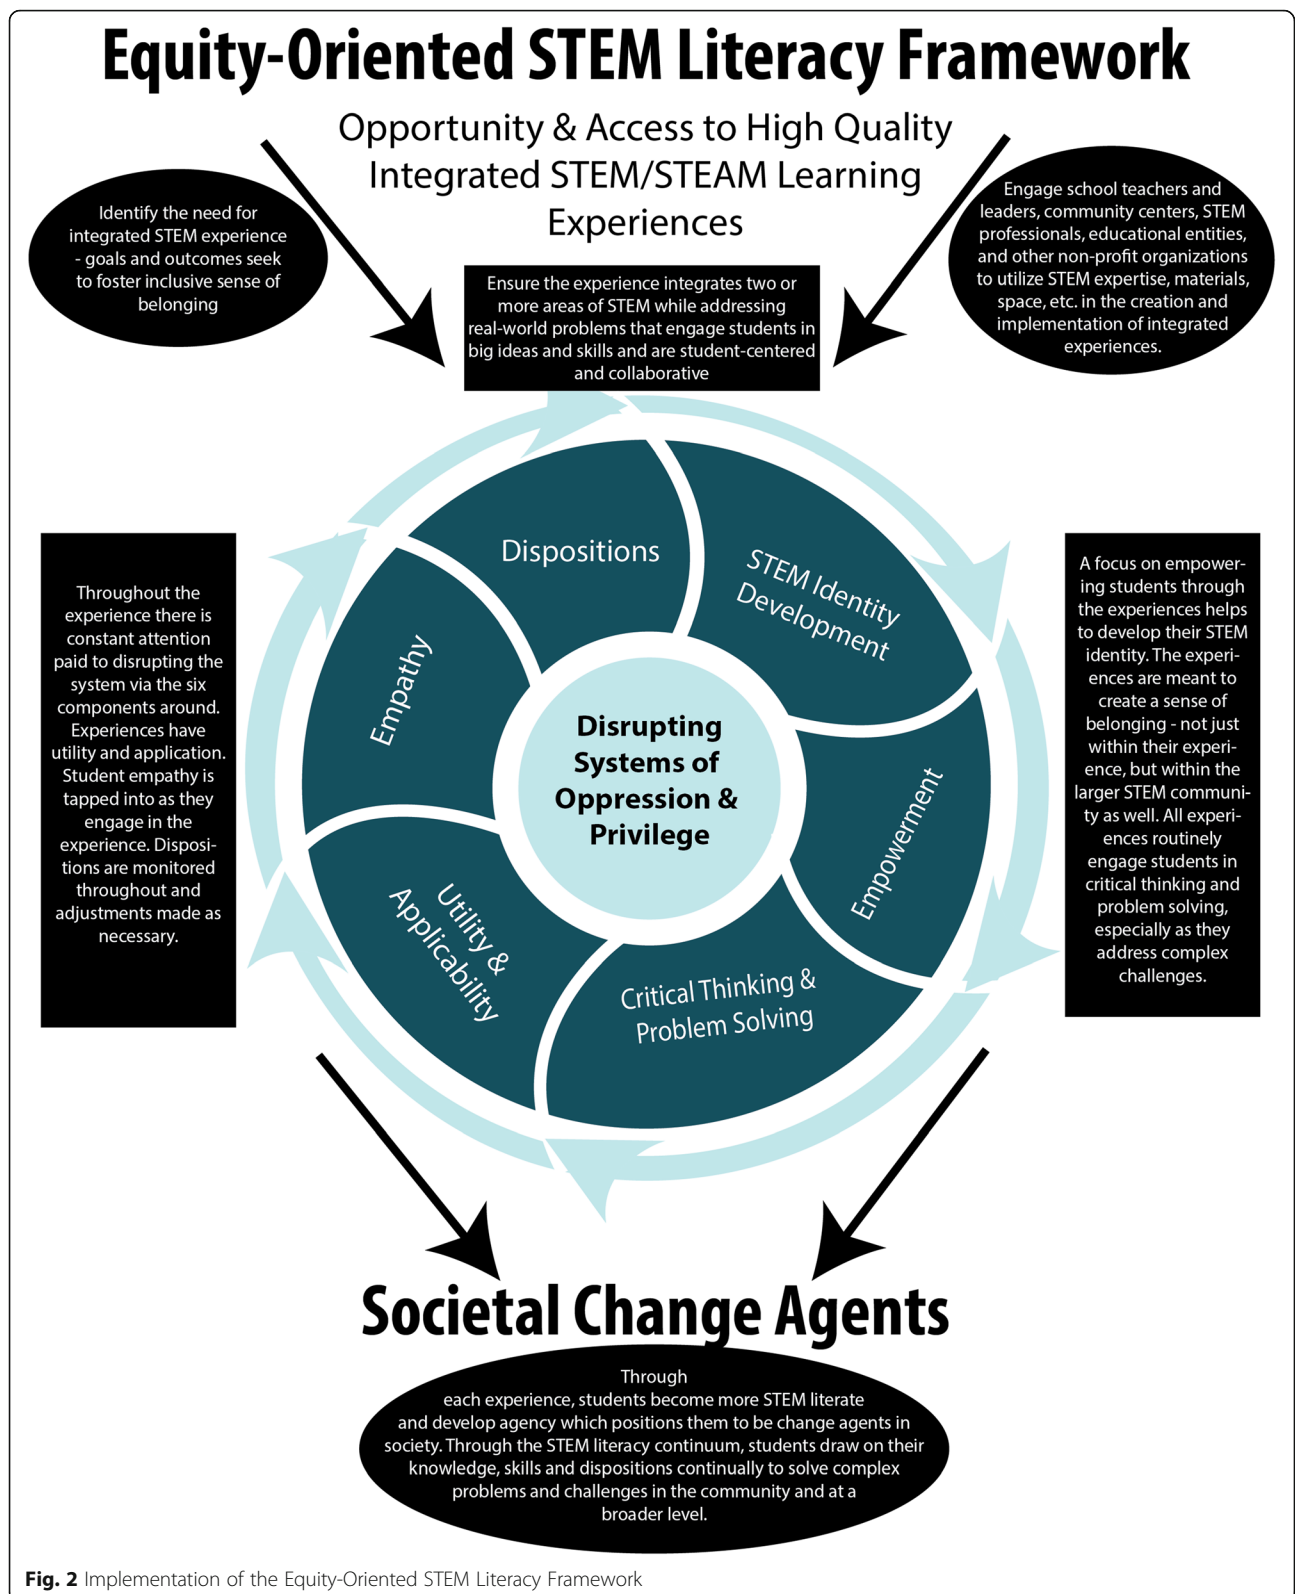 Equity-Oriented STEM Literacy Framework
Opportunity & Access to High Quality
Integrated STEM/STEAM Learning
Experiences
Identify the need for
integrated STEM experience
- goals and outcomes seek
to foster inclusive sense of
belonging
Engage school teachers and
leaders, community centers, STEM
professionals, educational entities,
and other non-profit organizations
to utilize STEM expertise, materials,
space, etc. in the creation and
implementation of integrated
experiences.
Ensure the experience integrates two or
more areas of STEM while addressing
real-world problems that engage students in
big ideas and skills and are student-centered
and collaborative
Throughout the
experience there is
constant attention
paid to disrupting the
system via the six
components around.
Experiences have
utility and application.
Student empathy is
tapped into as they
engage in the
experience. Disposi-
tions are monitored
throughout and
adjustments made as
necessary.
Dispositions
STEM Identity
Development
Empathy
Disrupting
Systems of
Oppression &
Privilege
Empowerment
Utility &
Applicability
Critical Thinking &
Problem Solving
A focus on empower-
ing students through
the experiences helps
to develop their STEM
identity. The experi-
ences are meant to
create a sense of
belonging - not just
within their experi-
ence, but within the
larger STEM communi-
ty as well. All experi-
ences routinely
engage students in
critical thinking and
problem solving,
especially as they
address complex
challenges.
Societal Change Agents
Through
each experience, students become more STEM literate
and develop agency which positions them to be change agents in
society. Through the STEM literacy continuum, students draw on their
knowledge, skills and dispositions continually to solve complex
problems and challenges in the community and at a
broader level.
Fig. 2 Implementation of the Equity-Oriented STEM Literacy Framework